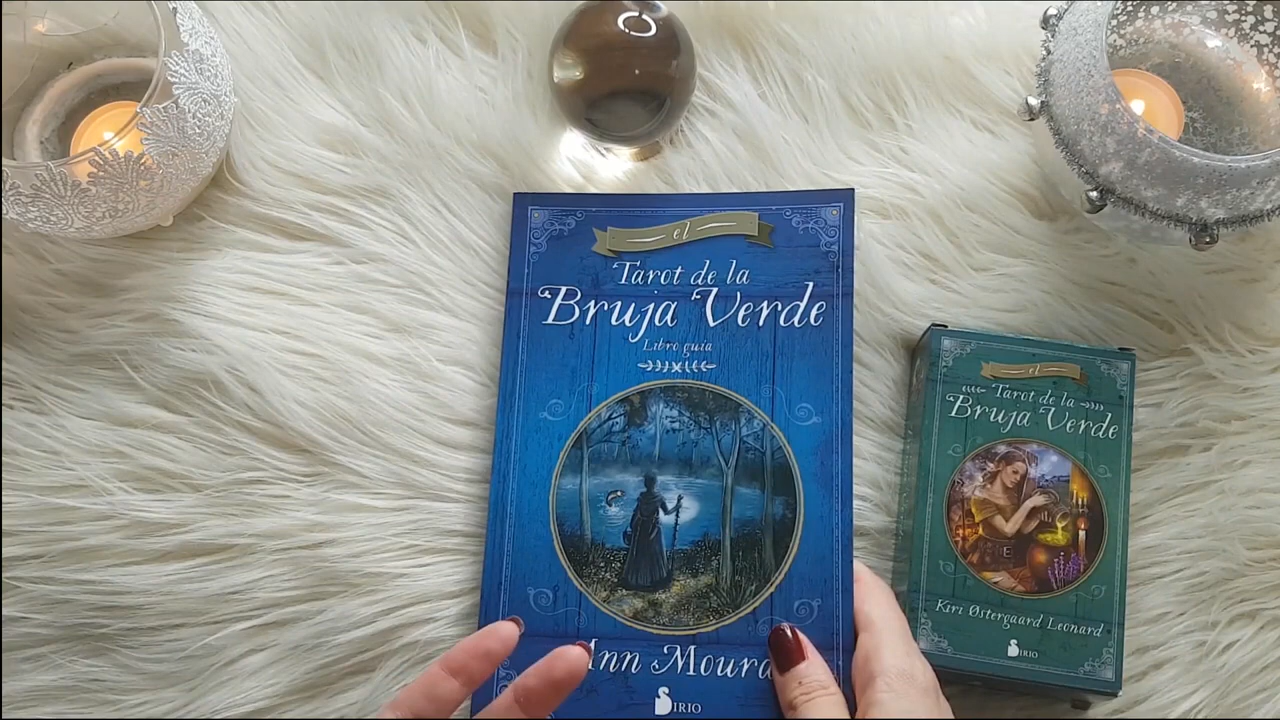 el
Tarot de la
Bruja Verde
Libro guía
Ann Moura
SIRIO
el
Tarot de la
Bruja Verde
Kiri Østergaard Leonard
SIRIO